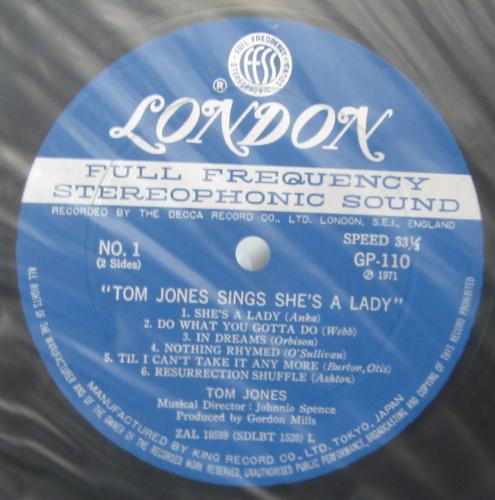 FULL FREQUENCY
FFSS
STEREOPHONIC SOUND
®
LONDON
FULL FREQUENCY
STEREOPHONIC SOUND
RECORDED BY THE DECCA RECORD CO., LTD. LONDON, S.E.I., ENGLAND
NO. 1
(2 Sides)
SPEED 33⅓
GP-110
℗ 1971
"TOM JONES SINGS SHE'S A LADY"
1. SHE'S A LADY (Anka)
2. DO WHAT YOU GOTTA DO (Webb)
3. IN DREAMS (Orbison)
4. NOTHING RHYMED (O'Sullivan)
5. TIL I CAN'T TAKE IT ANY MORE (Burton, Otis)
6. RESURRECTION SHUFFLE (Ashton)
TOM JONES
Musical Director : Johnnie Spence
Produced by Gordon Mills
ZAL 10599 (SDLBT 1520) L
MANUFACTURED BY KING RECORD CO., LTD. TOKYO, JAPAN
ALL RIGHTS OF THE MANUFACTURER AND OF THE OWNER OF THE RECORDED WORK RESERVED, UNAUTHORISED PUBLIC PERFORMANCE, BROADCASTING AND COPYING OF THIS RECORD PROHIBITED